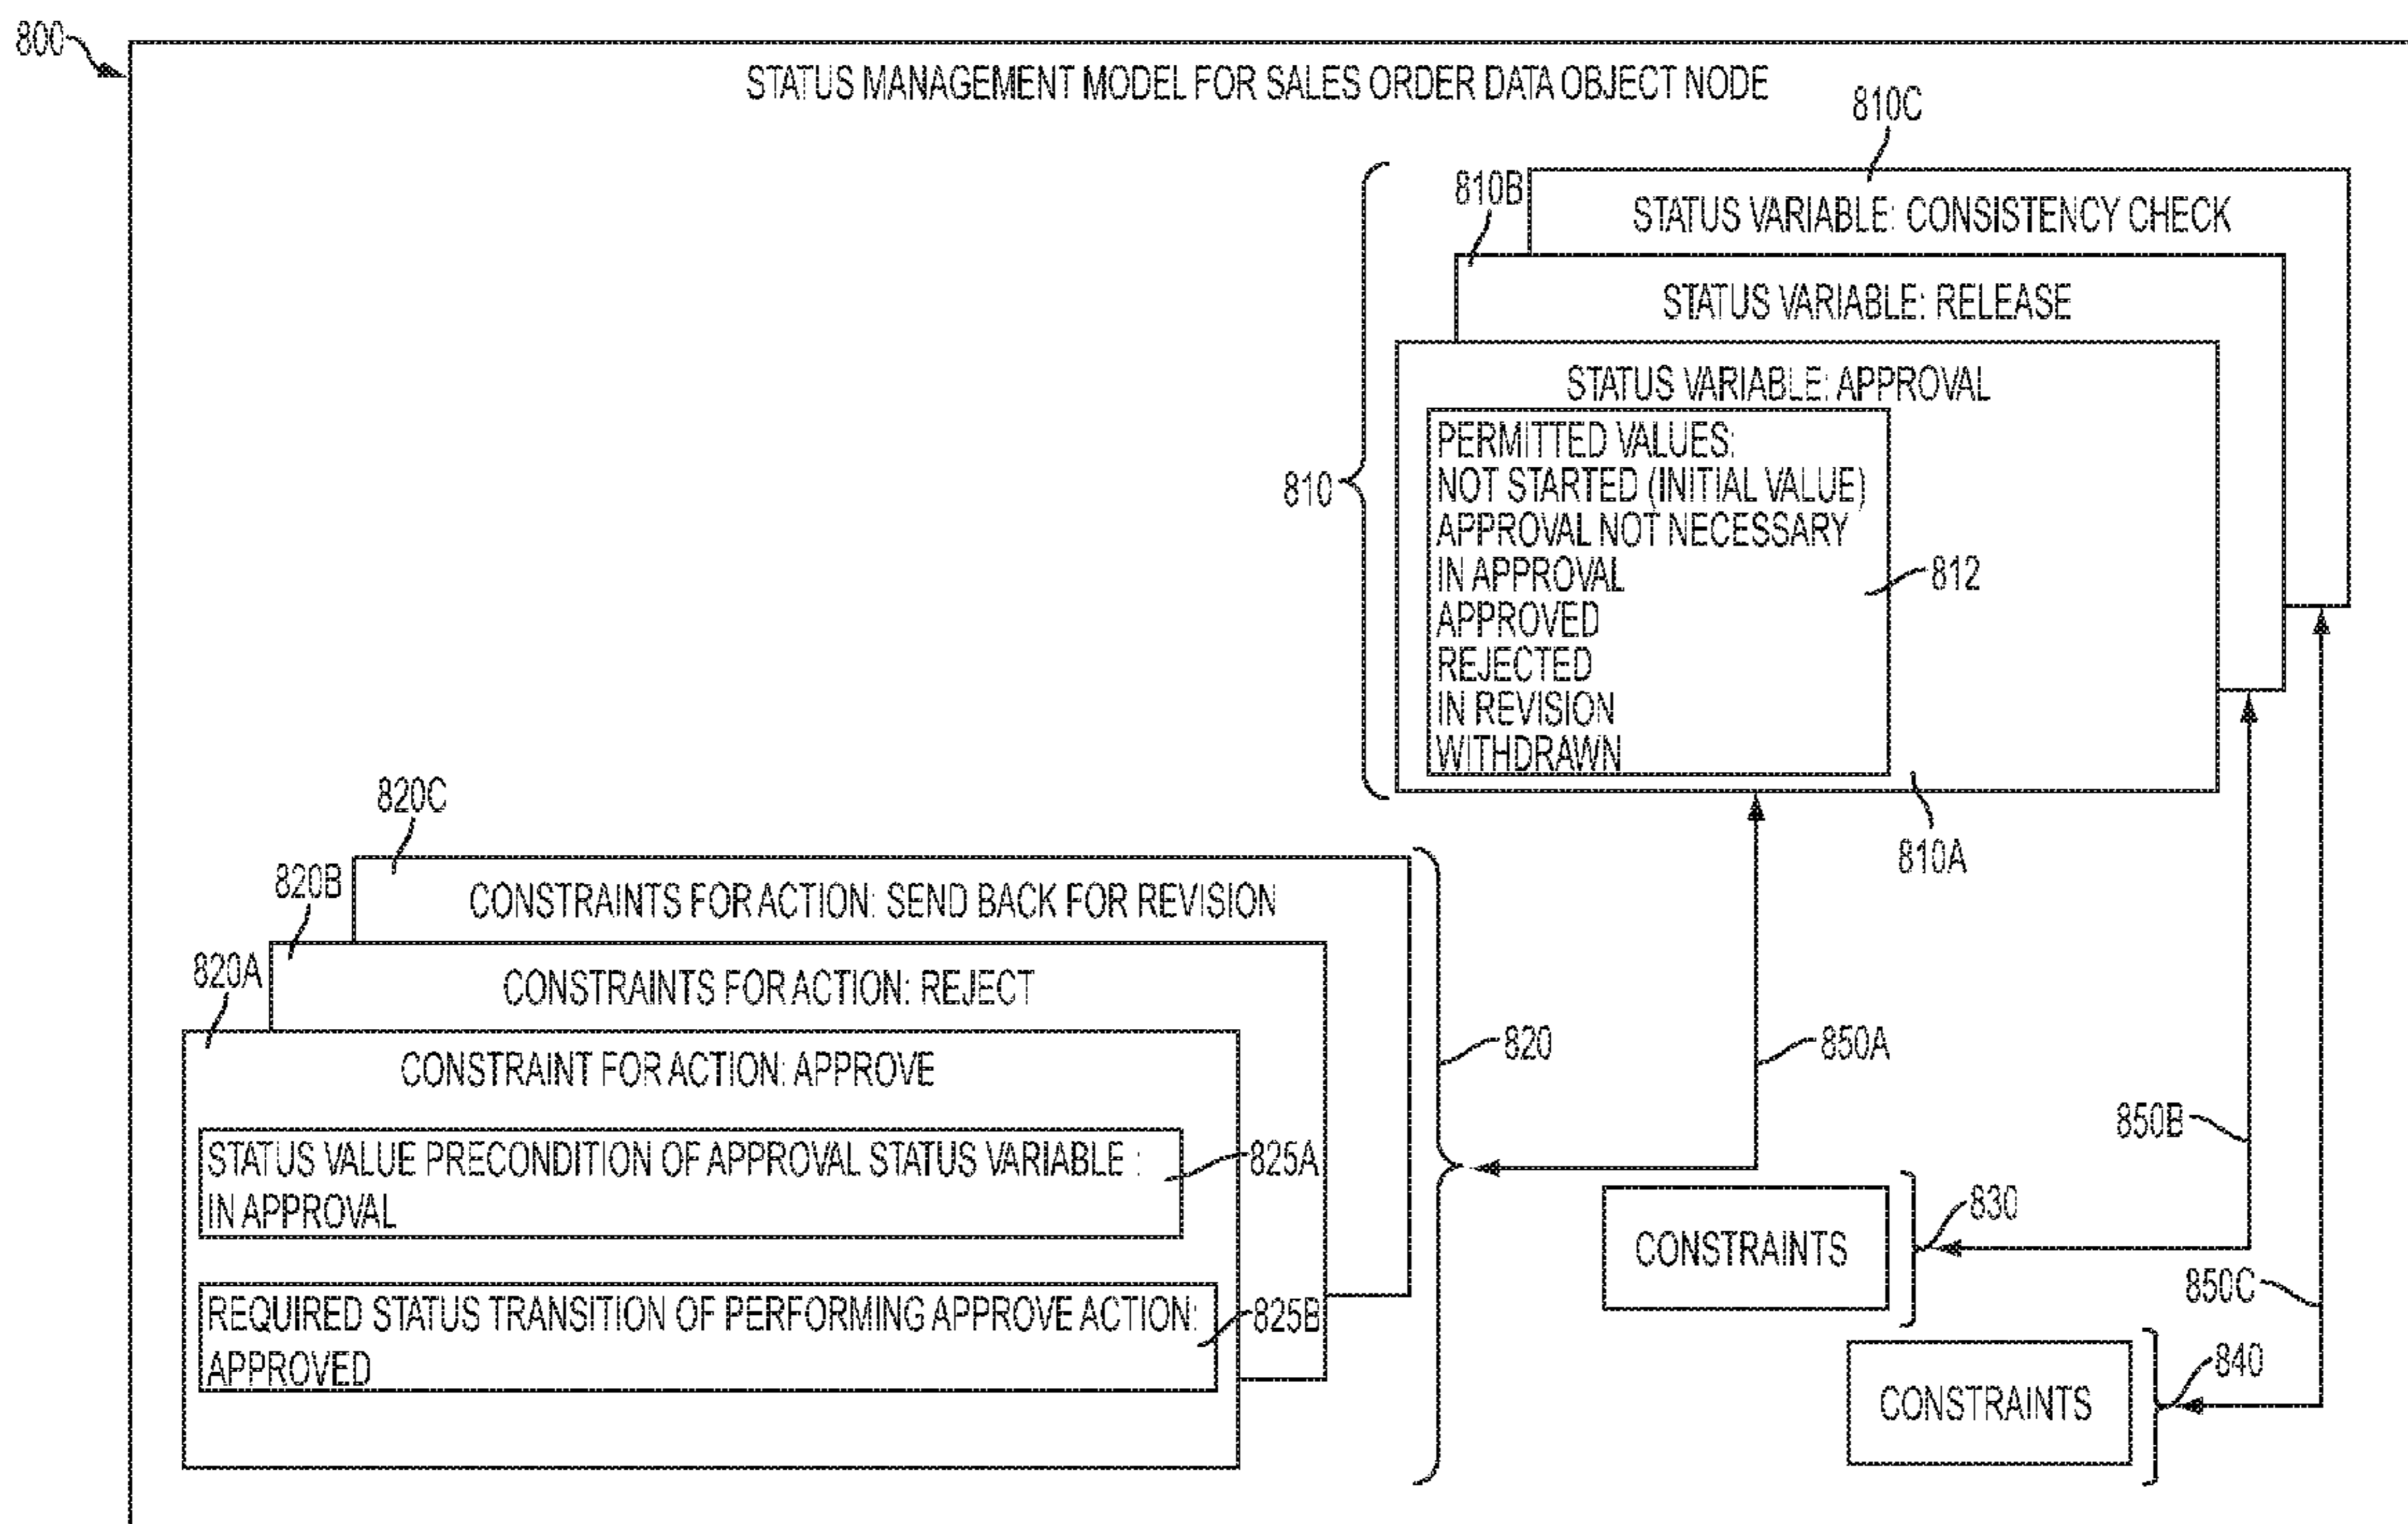 800
STATUS MANAGEMENT MODEL FOR SALES ORDER DATA OBJECT NODE
810C
810B
STATUS VARIABLE: CONSISTENCY CHECK
STATUS VARIABLE: RELEASE
STATUS VARIABLE: APPROVAL
PERMITTED VALUES:
NOT STARTED (INITIAL VALUE)
APPROVAL NOT NECESSARY
IN APPROVAL
APPROVED
REJECTED
IN REVISION
WITHDRAWN
810
812
810A
820C
820B
820A
CONSTRAINTS FOR ACTION: SEND BACK FOR REVISION
CONSTRAINTS FOR ACTION: REJECT
CONSTRAINT FOR ACTION: APPROVE
STATUS VALUE PRECONDITION OF APPROVAL STATUS VARIABLE :
IN APPROVAL
825A
REQUIRED STATUS TRANSITION OF PERFORMING APPROVE ACTION:
APPROVED
825B
820
850A
850B
830
CONSTRAINTS
850C
840
CONSTRAINTS